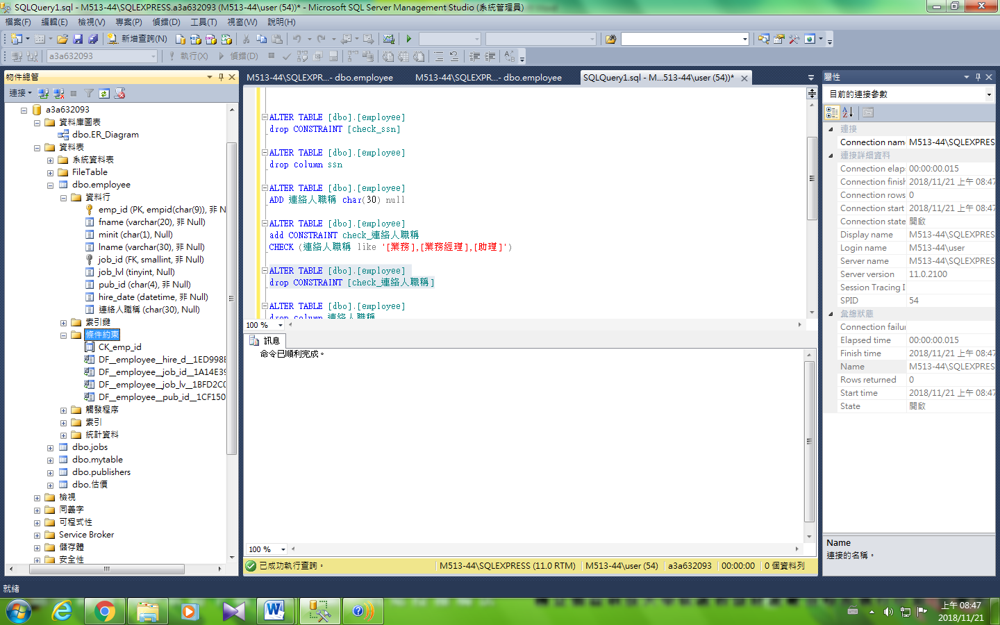 SQLQuery1.sql - M513-44\SQLEXPRESS.a3a632093 (M513-44\user (54))* - Microsoft SQL Server Management Studio (系統管理員)
檔案(F) 編輯(E) 檢視(V) 專案(P) 偵錯(D) 工具(T) 視窗(W) 說明(H)
新增查詢(N)
a3a632093 執行(X) 偵錯(D)
物件總管
連接
a3a632093
資料庫圖表
dbo.ER_Diagram
資料表
系統資料表
FileTable
dbo.employee
資料行
emp_id (PK, empid(char(9)), 非 N
fname (varchar(20), 非 Null)
minit (char(1), Null)
lname (varchar(30), 非 Null)
job_id (FK, smallint, 非 Null)
job_lvl (tinyint, Null)
pub_id (char(4), 非 Null)
hire_date (datetime, 非 Null)
連絡人職稱 (char(30), Null)
索引鍵
條件約束
CK_emp_id
DF__employee__hire_d__1ED998B
DF__employee__job_id__1A14E39
DF__employee__job_lv__1BFD2C0
DF__employee__pub_id__1CF150
觸發程序
索引
統計資料
dbo.jobs
dbo.mytable
dbo.publishers
dbo.估價
檢視
同義字
可程式性
Service Broker
儲存體
安全性
M513-44\SQLEXPR...- dbo.employee
M513-44\SQLEXPR...- dbo.employee
SQLQuery1.sql - M...513-44\user (54))*
ALTER TABLE [dbo].[employee]
drop CONSTRAINT [check_ssn]
ALTER TABLE [dbo].[employee]
drop column ssn
ALTER TABLE [dbo].[employee]
ADD 連絡人職稱 char(30) null
ALTER TABLE [dbo].[employee]
add CONSTRAINT check_連絡人職稱
CHECK (連絡人職稱 like '[業務],[業務經理],[助理]')
ALTER TABLE [dbo].[employee]
drop CONSTRAINT [check_連絡人職稱]
ALTER TABLE [dbo].[employee]
drop column 連絡人職稱
100 %
訊息
命令已順利完成。
100 %
已成功執行查詢。
M513-44\SQLEXPRESS (11.0 RTM)
M513-44\user (54)
a3a632093
00:00:00
0 個資料列
屬性
目前的連接參數
連接
Connection name M513-44\SQLEXPRES
連接詳細資料
Connection elap 00:00:00.015
Connection finish 2018/11/21 上午 08:47
Connection rows 0
Connection start 2018/11/21 上午 08:47
Connection state 開啟
Display name M513-44\SQLEXPRES
Login name M513-44\user
Server name M513-44\SQLEXPRES
Server version 11.0.2100
Session Tracing I
SPID 54
彙總狀態
Connection failur
Elapsed time 00:00:00.015
Finish time 2018/11/21 上午 08:47
Name M513-44\SQLEXPRES
Rows returned 0
Start time 2018/11/21 上午 08:47
State 開啟
Name
連接的名稱。
就緒
上午 08:47
2018/11/21